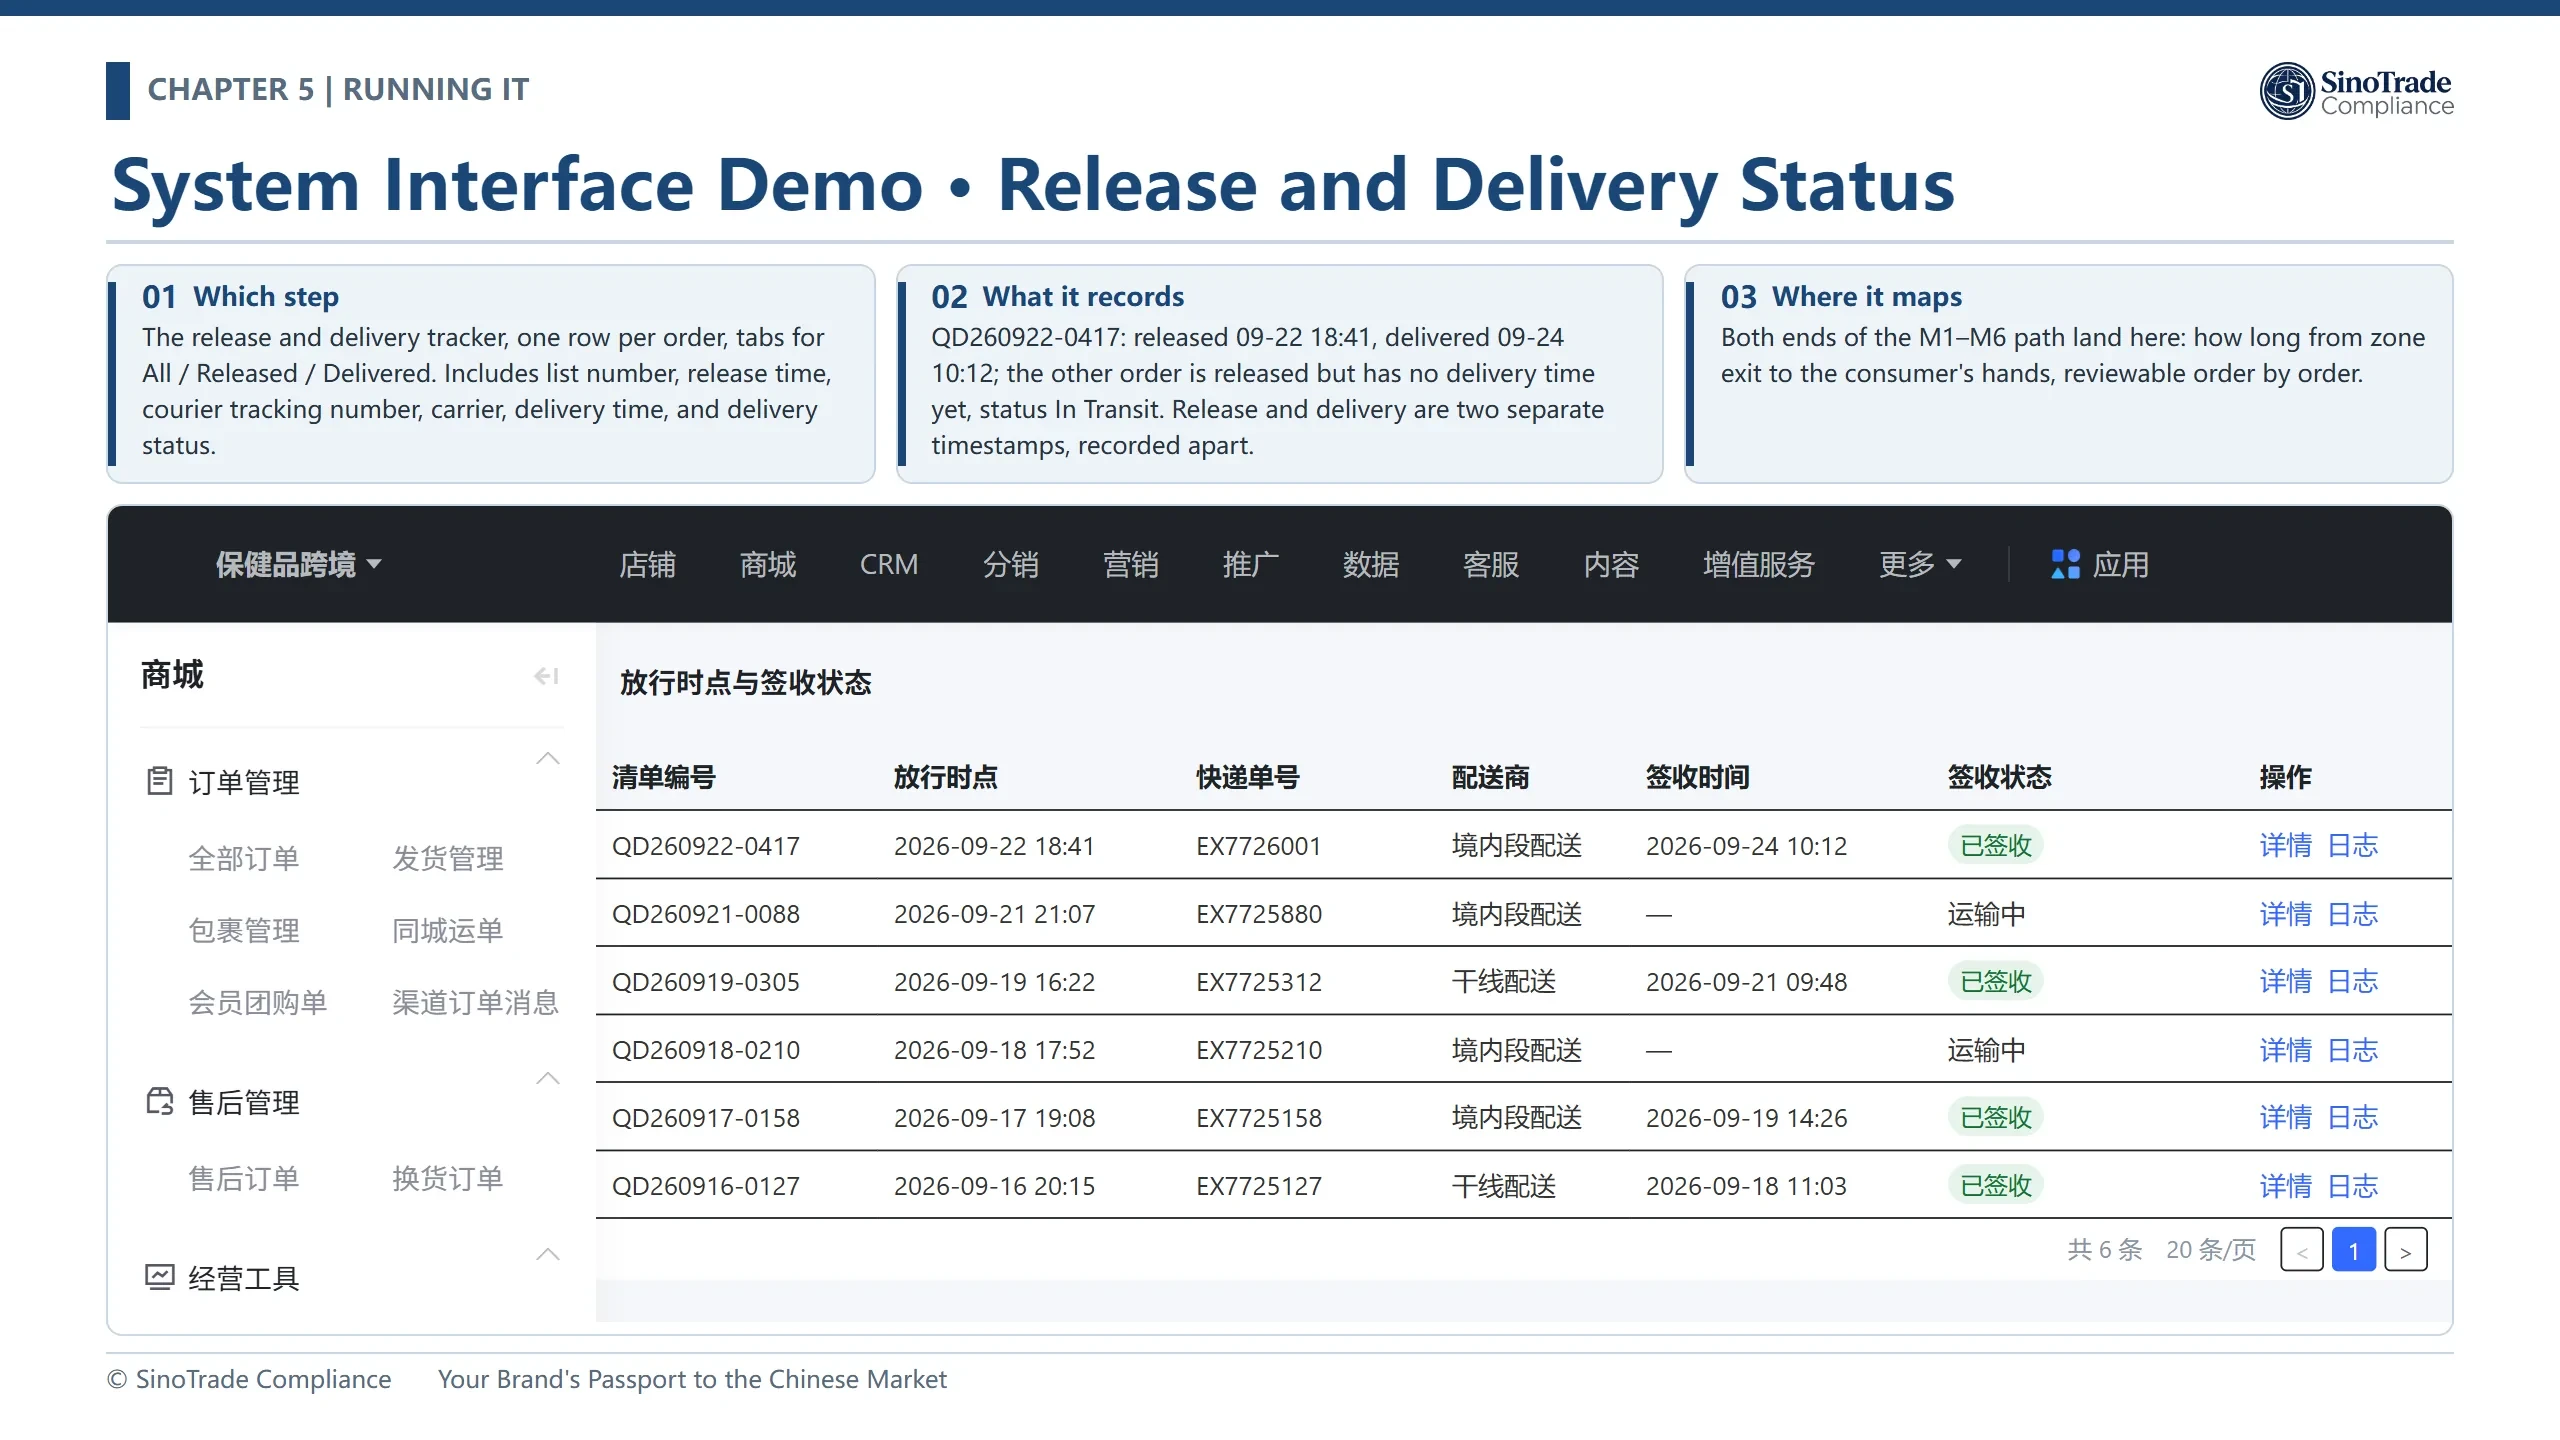 CHAPTER 5 | RUNNING IT
SinoTrade
Compliance
System Interface Demo • Release and Delivery Status
01 Which step
The release and delivery tracker, one row per order, tabs for
All / Released / Delivered. Includes list number, release time,
courier tracking number, carrier, delivery time, and delivery
status.
02 What it records
QD260922-0417: released 09-22 18:41, delivered 09-24
10:12; the other order is released but has no delivery time
yet, status In Transit. Release and delivery are two separate
timestamps, recorded apart.
03 Where it maps
Both ends of the M1–M6 path land here: how long from zone
exit to the consumer's hands, reviewable order by order.
保健品跨境 店铺 商城 CRM 分销 营销 推广 数据 客服 内容 增值服务 更多 应用
商城
订单管理
全部订单 发货管理
包裹管理 同城运单
会员团购单 渠道订单消息
售后管理
售后订单 换货订单
经营工具
放行时点与签收状态
清单编号 放行时点 快递单号 配送商 签收时间 签收状态 操作
QD260922-0417 2026-09-22 18:41 EX7726001 境内段配送 2026-09-24 10:12 已签收 详情 日志
QD260921-0088 2026-09-21 21:07 EX7725880 境内段配送 — 运输中 详情 日志
QD260919-0305 2026-09-19 16:22 EX7725312 干线配送 2026-09-21 09:48 已签收 详情 日志
QD260918-0210 2026-09-18 17:52 EX7725210 境内段配送 — 运输中 详情 日志
QD260917-0158 2026-09-17 19:08 EX7725158 境内段配送 2026-09-19 14:26 已签收 详情 日志
QD260916-0127 2026-09-16 20:15 EX7725127 干线配送 2026-09-18 11:03 已签收 详情 日志
共 6 条 20 条/页 < 1 >
© SinoTrade Compliance Your Brand's Passport to the Chinese Market